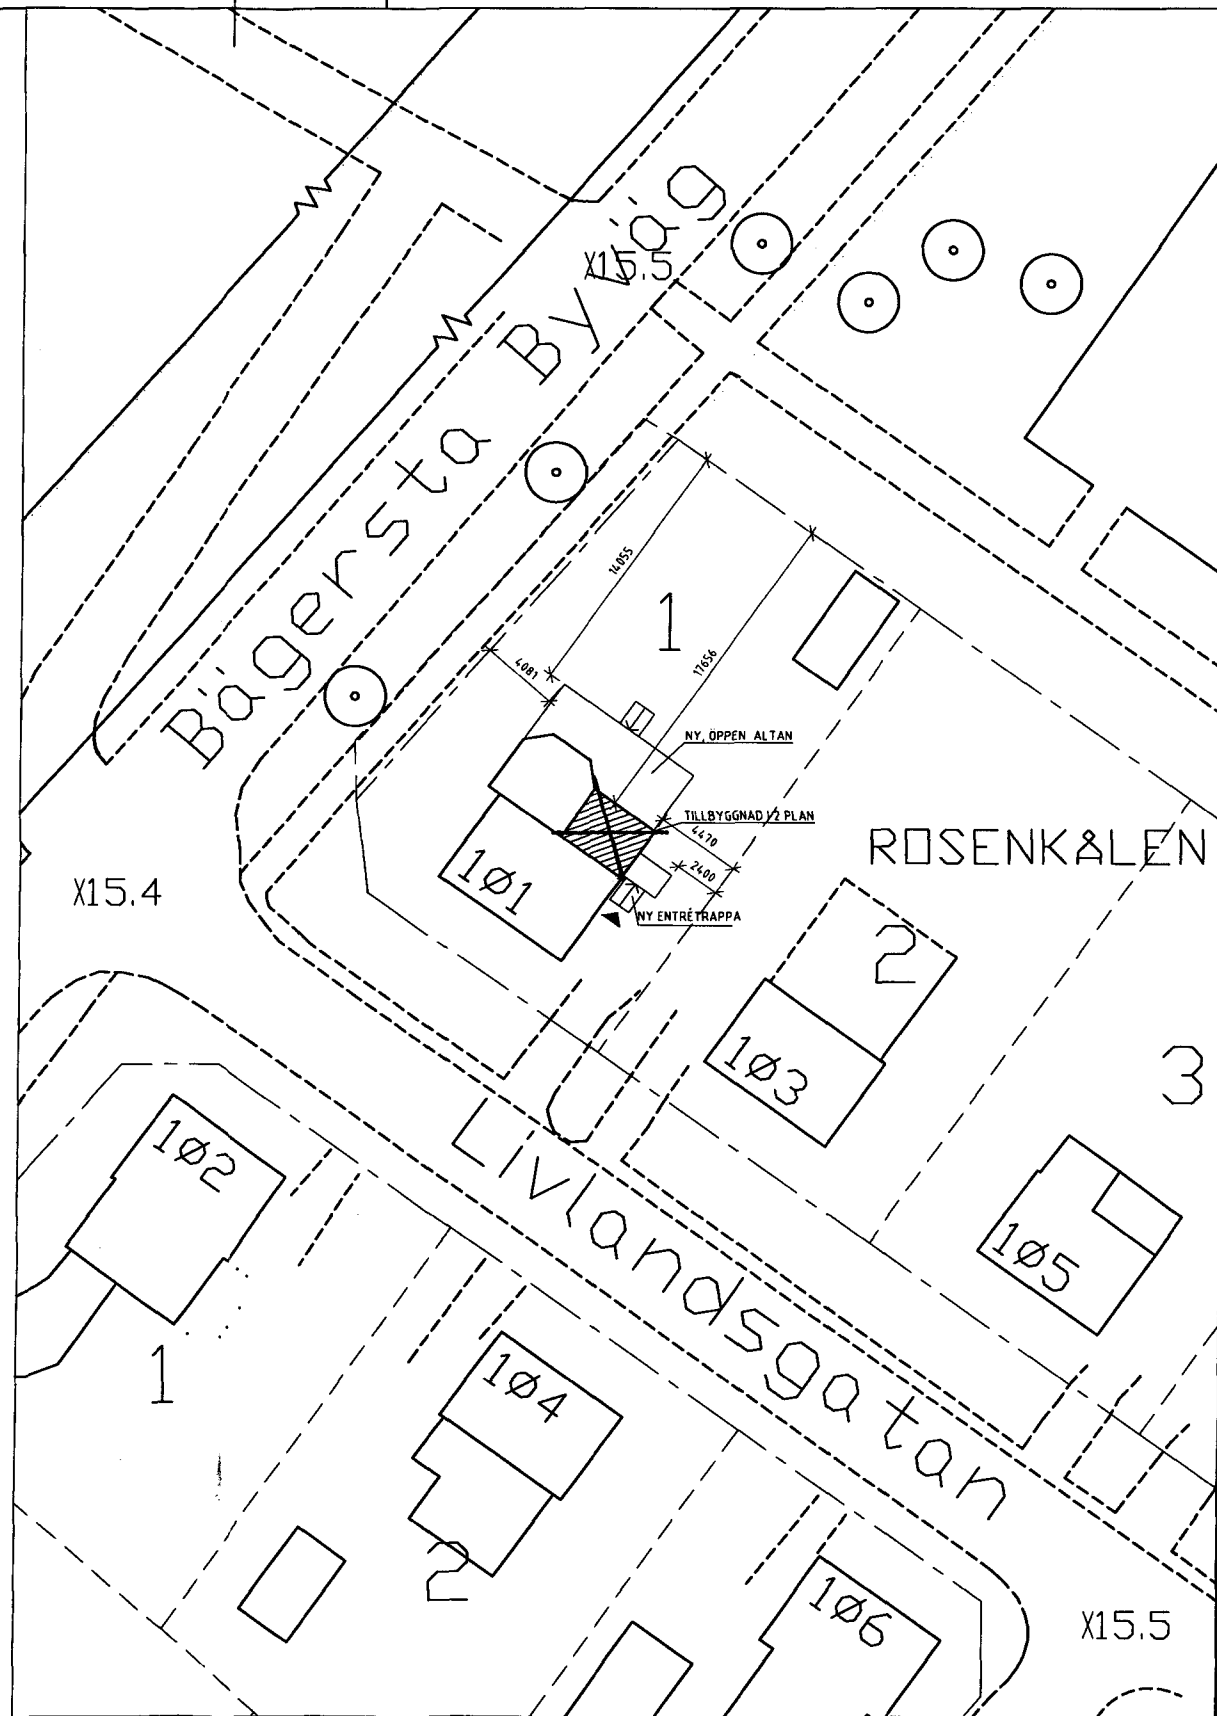 Bägersta Byväg
X15.5
14055
1
17656
4081
NY, ÖPPEN ALTAN
TILLBYGGNAD 1/2 PLAN
4470
2400
NY ENTRÉTRAPPA
ROSENKÅLEN
X15.4
1Ø1
2
1Ø3
3
1Ø2
1Ø5
Livlandsgatan
1
1Ø4
2
1Ø6
X15.5